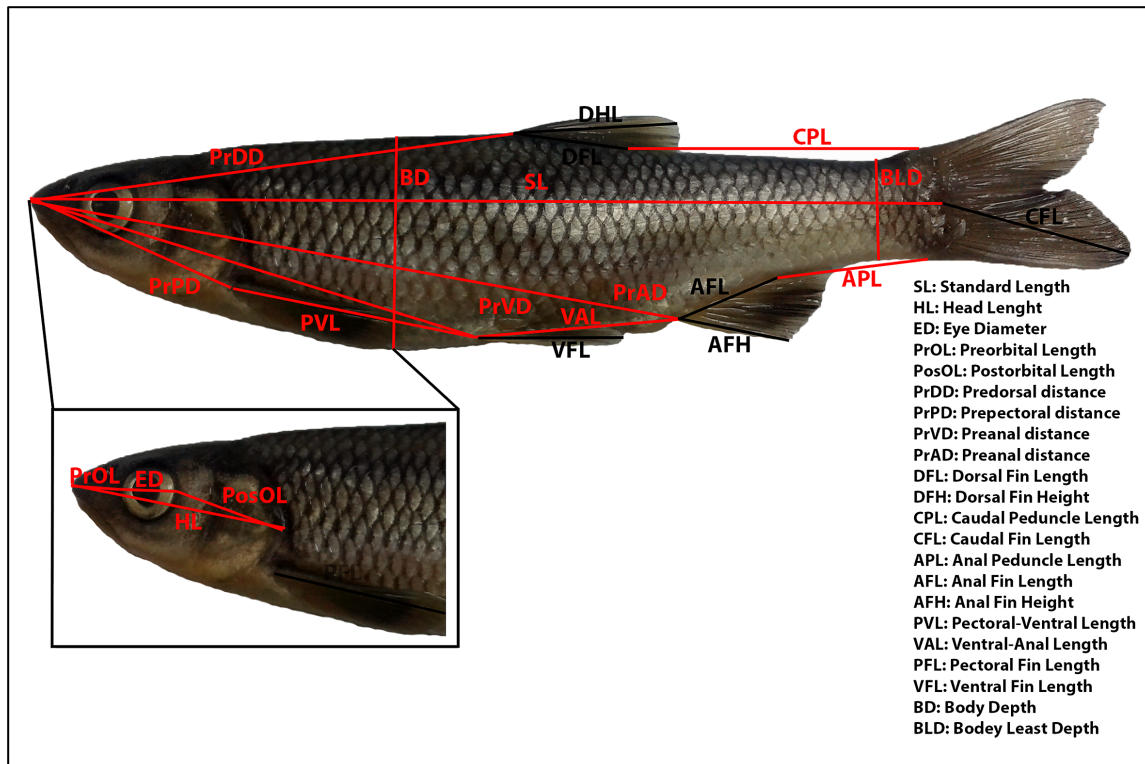 DHL
PrDD
DFL
CPL
BD
SL
BLD
CFL
PrPD
PVL
PrVD
VAL
PrAD
AFL
APL
VFL
AFH
PrOL
ED
PosOL
HL
PFL
SL: Standard Length
HL: Head Lenght
ED: Eye Diameter
PrOL: Preorbital Length
PosOL: Postorbital Length
PrDD: Predorsal distance
PrPD: Prepectoral distance
PrVD: Preanal distance
PrAD: Preanal distance
DFL: Dorsal Fin Length
DFH: Dorsal Fin Height
CPL: Caudal Peduncle Length
CFL: Caudal Fin Length
APL: Anal Peduncle Length
AFL: Anal Fin Length
AFH: Anal Fin Height
PVL: Pectoral-Ventral Length
VAL: Ventral-Anal Length
PFL: Pectoral Fin Length
VFL: Ventral Fin Length
BD: Body Depth
BLD: Bodey Least Depth